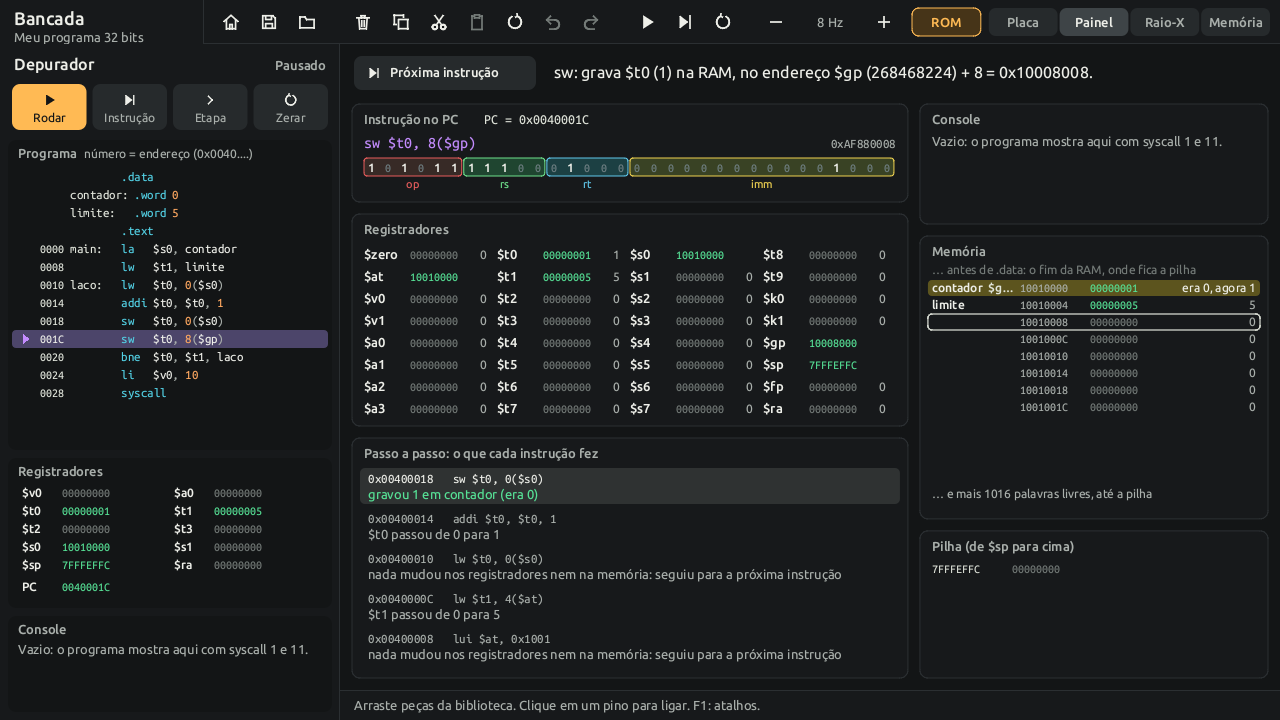 Bancada
Meu programa 32 bits
8 Hz
ROM
Placa
Painel
Raio-X
Memória
Depurador
Pausado
Rodar
Instrução
Etapa
Zerar
Programa número = endereço (0x0040....)
.data
contador: .word 0
limite: .word 5
.text
0000 main: la $s0, contador
0008 lw $t1, limite
0010 laco: lw $t0, 0($s0)
0014 addi $t0, $t0, 1
0018 sw $t0, 0($s0)
001C sw $t0, 8($gp)
0020 bne $t0, $t1, laco
0024 li $v0, 10
0028 syscall
Registradores
$v0 00000000 $a0 00000000
$t0 00000001 $t1 00000005
$t2 00000000 $t3 00000000
$s0 10010000 $s1 00000000
$sp 7FFFEFFC $ra 00000000
PC 0040001C
Console
Vazio: o programa mostra aqui com syscall 1 e 11.
Próxima instrução
sw: grava $t0 (1) na RAM, no endereço $gp (268468224) + 8 = 0x10008008.
Instrução no PC PC = 0x0040001C
sw $t0, 8($gp) 0xAF880008
1 0 1 0 1 1 1 1 1 0 0 0 1 0 0 0 0 0 0 0 0 0 0 0 0 0 0 0 1 0 0 0
op rs rt imm
Registradores
$zero 00000000 0 $t0 00000001 1 $s0 10010000 $t8 00000000 0
$at 10010000 $t1 00000005 5 $s1 00000000 0 $t9 00000000 0
$v0 00000000 0 $t2 00000000 0 $s2 00000000 0 $k0 00000000 0
$v1 00000000 0 $t3 00000000 0 $s3 00000000 0 $k1 00000000 0
$a0 00000000 0 $t4 00000000 0 $s4 00000000 0 $gp 10008000
$a1 00000000 0 $t5 00000000 0 $s5 00000000 0 $sp 7FFFEFFC
$a2 00000000 0 $t6 00000000 0 $s6 00000000 0 $fp 00000000 0
$a3 00000000 0 $t7 00000000 0 $s7 00000000 0 $ra 00000000 0
Passo a passo: o que cada instrução fez
0x00400018 sw $t0, 0($s0)
gravou 1 em contador (era 0)
0x00400014 addi $t0, $t0, 1
$t0 passou de 0 para 1
0x00400010 lw $t0, 0($s0)
nada mudou nos registradores nem na memória: seguiu para a próxima instrução
0x0040000C lw $t1, 4($at)
$t1 passou de 0 para 5
0x00400008 lui $at, 0x1001
nada mudou nos registradores nem na memória: seguiu para a próxima instrução
Console
Vazio: o programa mostra aqui com syscall 1 e 11.
Memória
... antes de .data: o fim da RAM, onde fica a pilha
contador $g... 10010000 00000001 era 0, agora 1
limite 10010004 00000005 5
10010008 00000000 0
1001000C 00000000 0
10010010 00000000 0
10010014 00000000 0
10010018 00000000 0
1001001C 00000000 0
... e mais 1016 palavras livres, até a pilha
Pilha (de $sp para cima)
7FFFEFFC 00000000
Arraste peças da biblioteca. Clique em um pino para ligar. F1: atalhos.